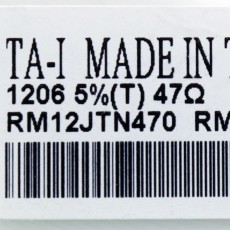 TA-I MADE IN
1206 5%(T) 47Ω
RM12JTN470 RM